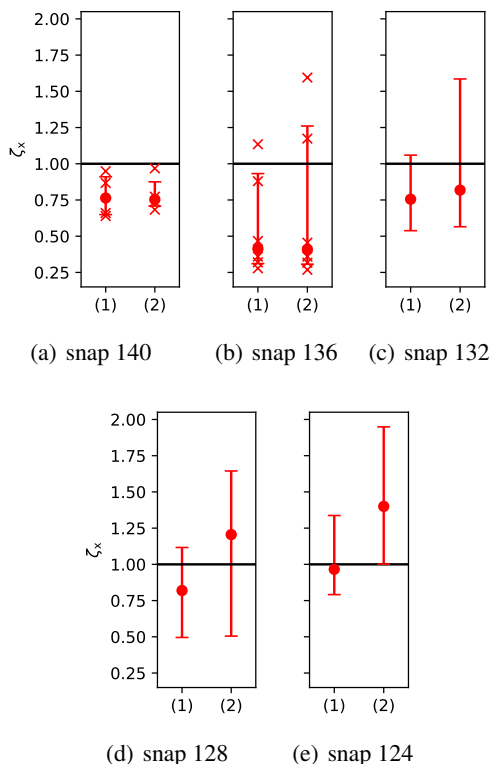 2.00
1.75
1.50
1.25
1.00
0.75
0.50
0.25
ζx
(1) (2) (1) (2) (1) (2)
(a) snap 140 (b) snap 136 (c) snap 132
2.00
1.75
1.50
1.25
1.00
0.75
0.50
0.25
ζx
(1) (2) (1) (2)
(d) snap 128 (e) snap 124